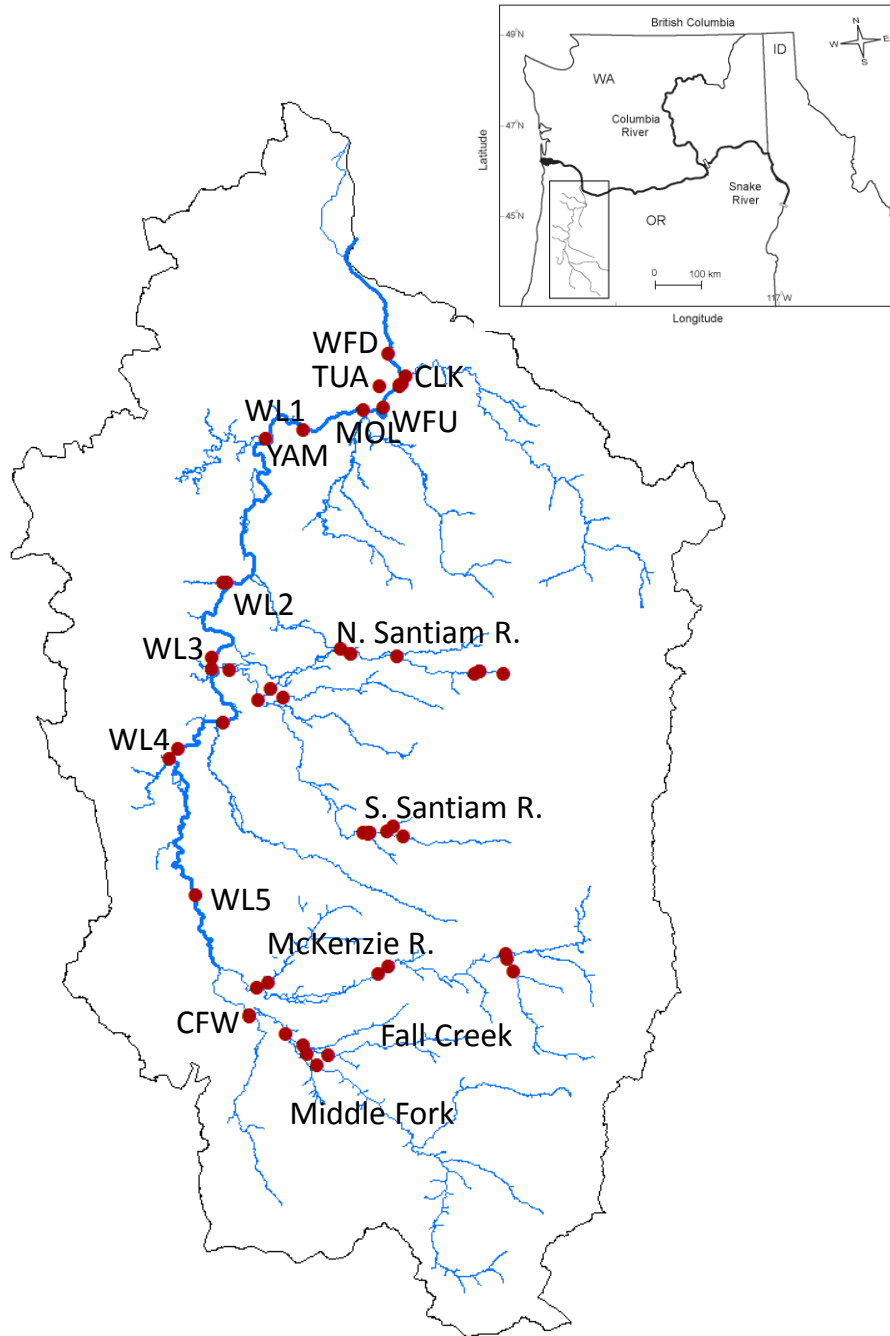 British Columbia
49°N
N
W
E
S
ID
WA
47°N
Columbia
River
Latitude
Snake
River
45°N
OR
0
100 km
117°W
Longitude
WFD
TUA
CLK
WL1
MOL
WFU
YAM
WL2
N. Santiam R.
WL3
WL4
S. Santiam R.
WL5
McKenzie R.
CFW
Fall Creek
Middle Fork